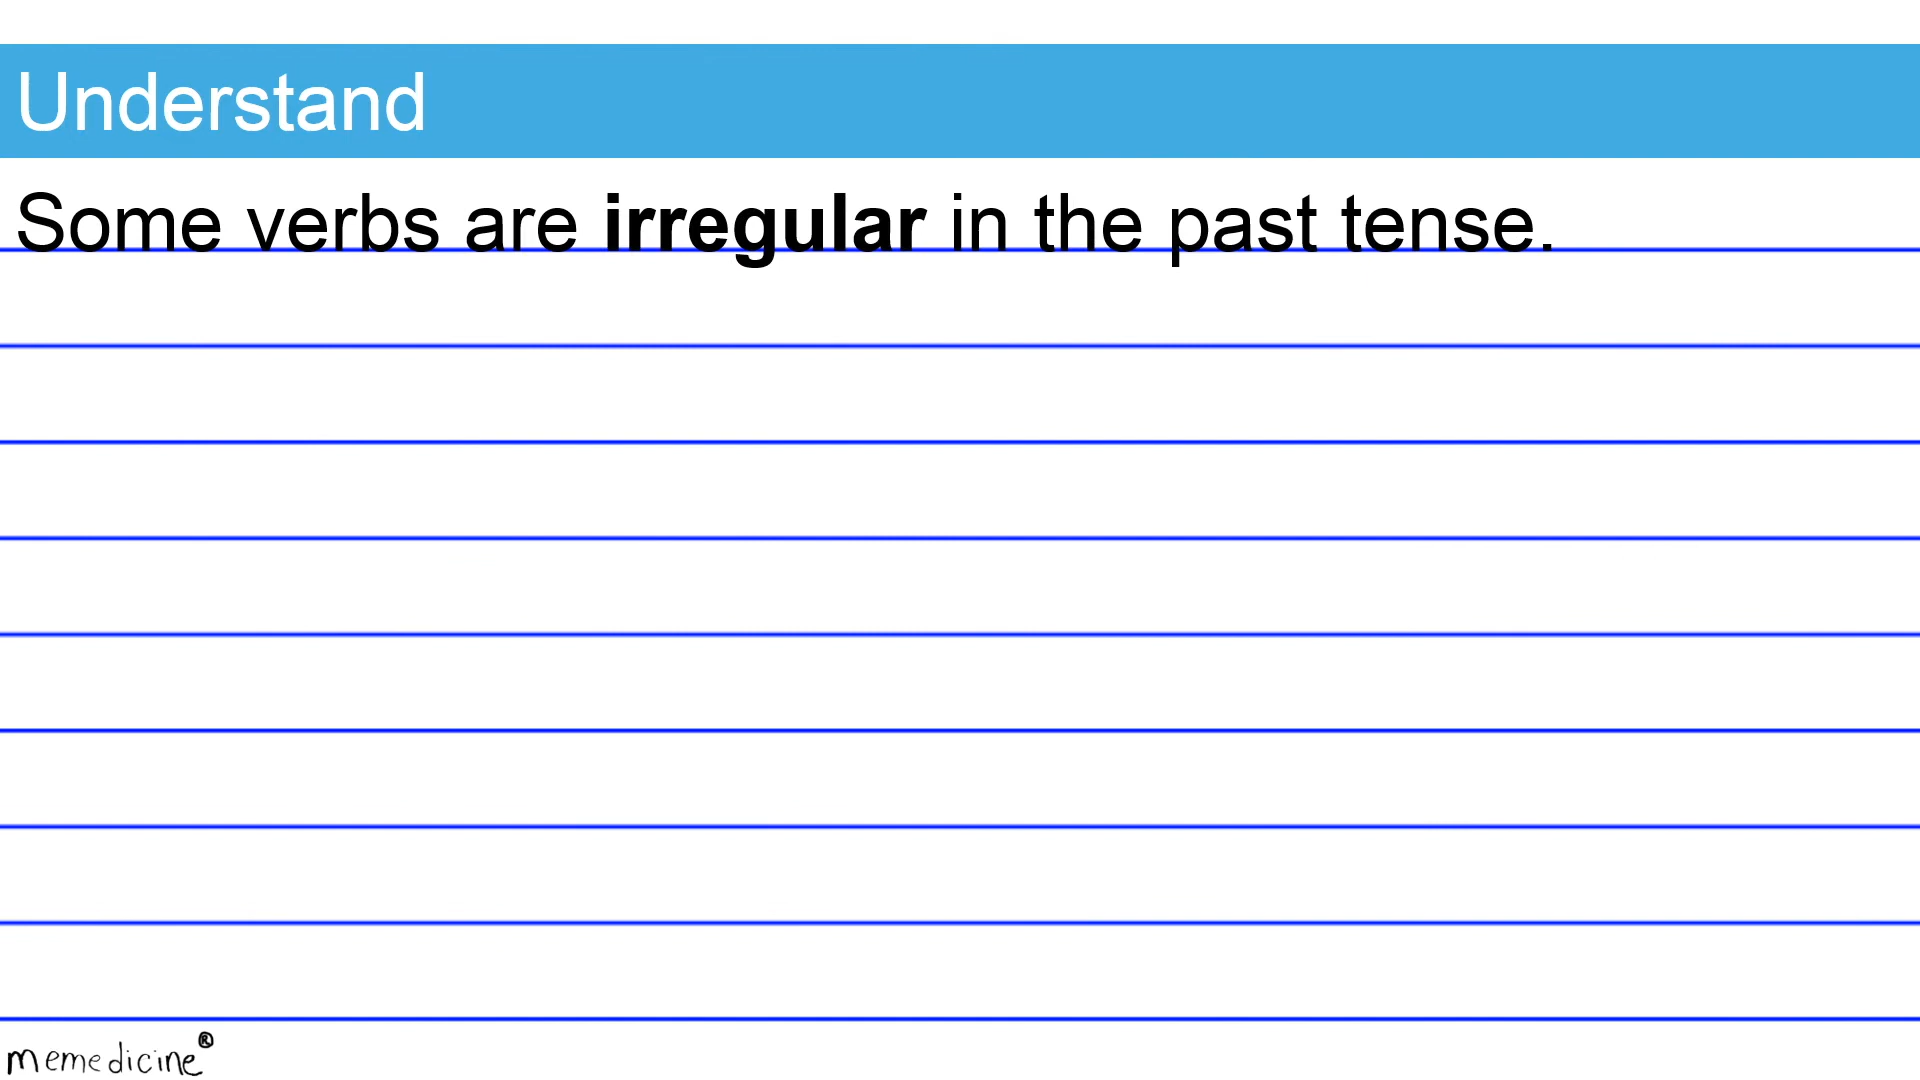 Understand
Some verbs are irregular in the past tense.
memedicine®